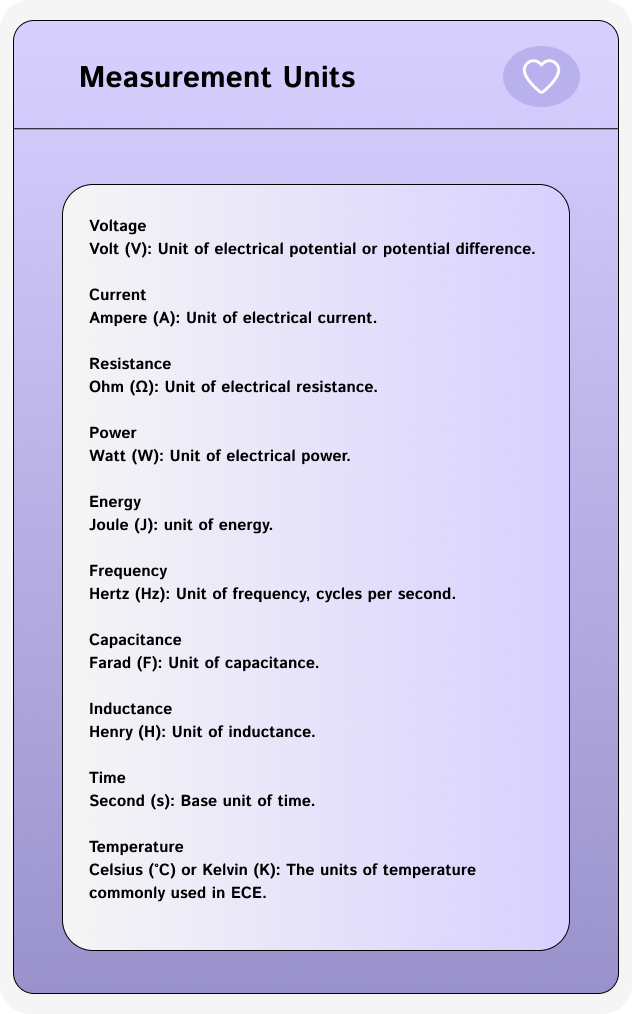 Measurement Units
Voltage
Volt (V): Unit of electrical potential or potential difference.
Current
Ampere (A): Unit of electrical current.
Resistance
Ohm (Ω): Unit of electrical resistance.
Power
Watt (W): Unit of electrical power.
Energy
Joule (J): unit of energy.
Frequency
Hertz (Hz): Unit of frequency, cycles per second.
Capacitance
Farad (F): Unit of capacitance.
Inductance
Henry (H): Unit of inductance.
Time
Second (s): Base unit of time.
Temperature
Celsius (°C) or Kelvin (K): The units of temperature
commonly used in ECE.